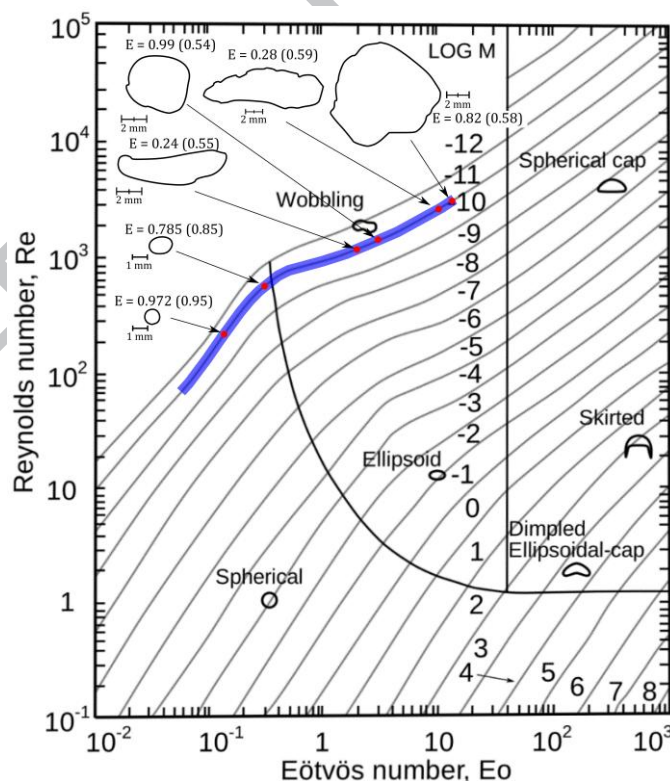 10^5
LOG M
E = 0.99 (0.54)
E = 0.28 (0.59)
2 mm
2 mm
2 mm
E = 0.82 (0.58)
E = 0.24 (0.55)
2 mm
10^4
-12
Spherical cap
-11
Wobbling
10
-9
E = 0.785 (0.85)
1 mm
10^3
-8
-7
E = 0.972 (0.95)
1 mm
-6
-5
10^2
-4
-3
Skirted
-2
Ellipsoid
-1
10
0
Dimpled
Ellipsoidal-cap
1
Spherical
1
2
3
4
5
6
7
8
10^-1
10^-2
10^-1
1
10
10^2
10^3
Reynolds number, Re
Eötvös number, Eo